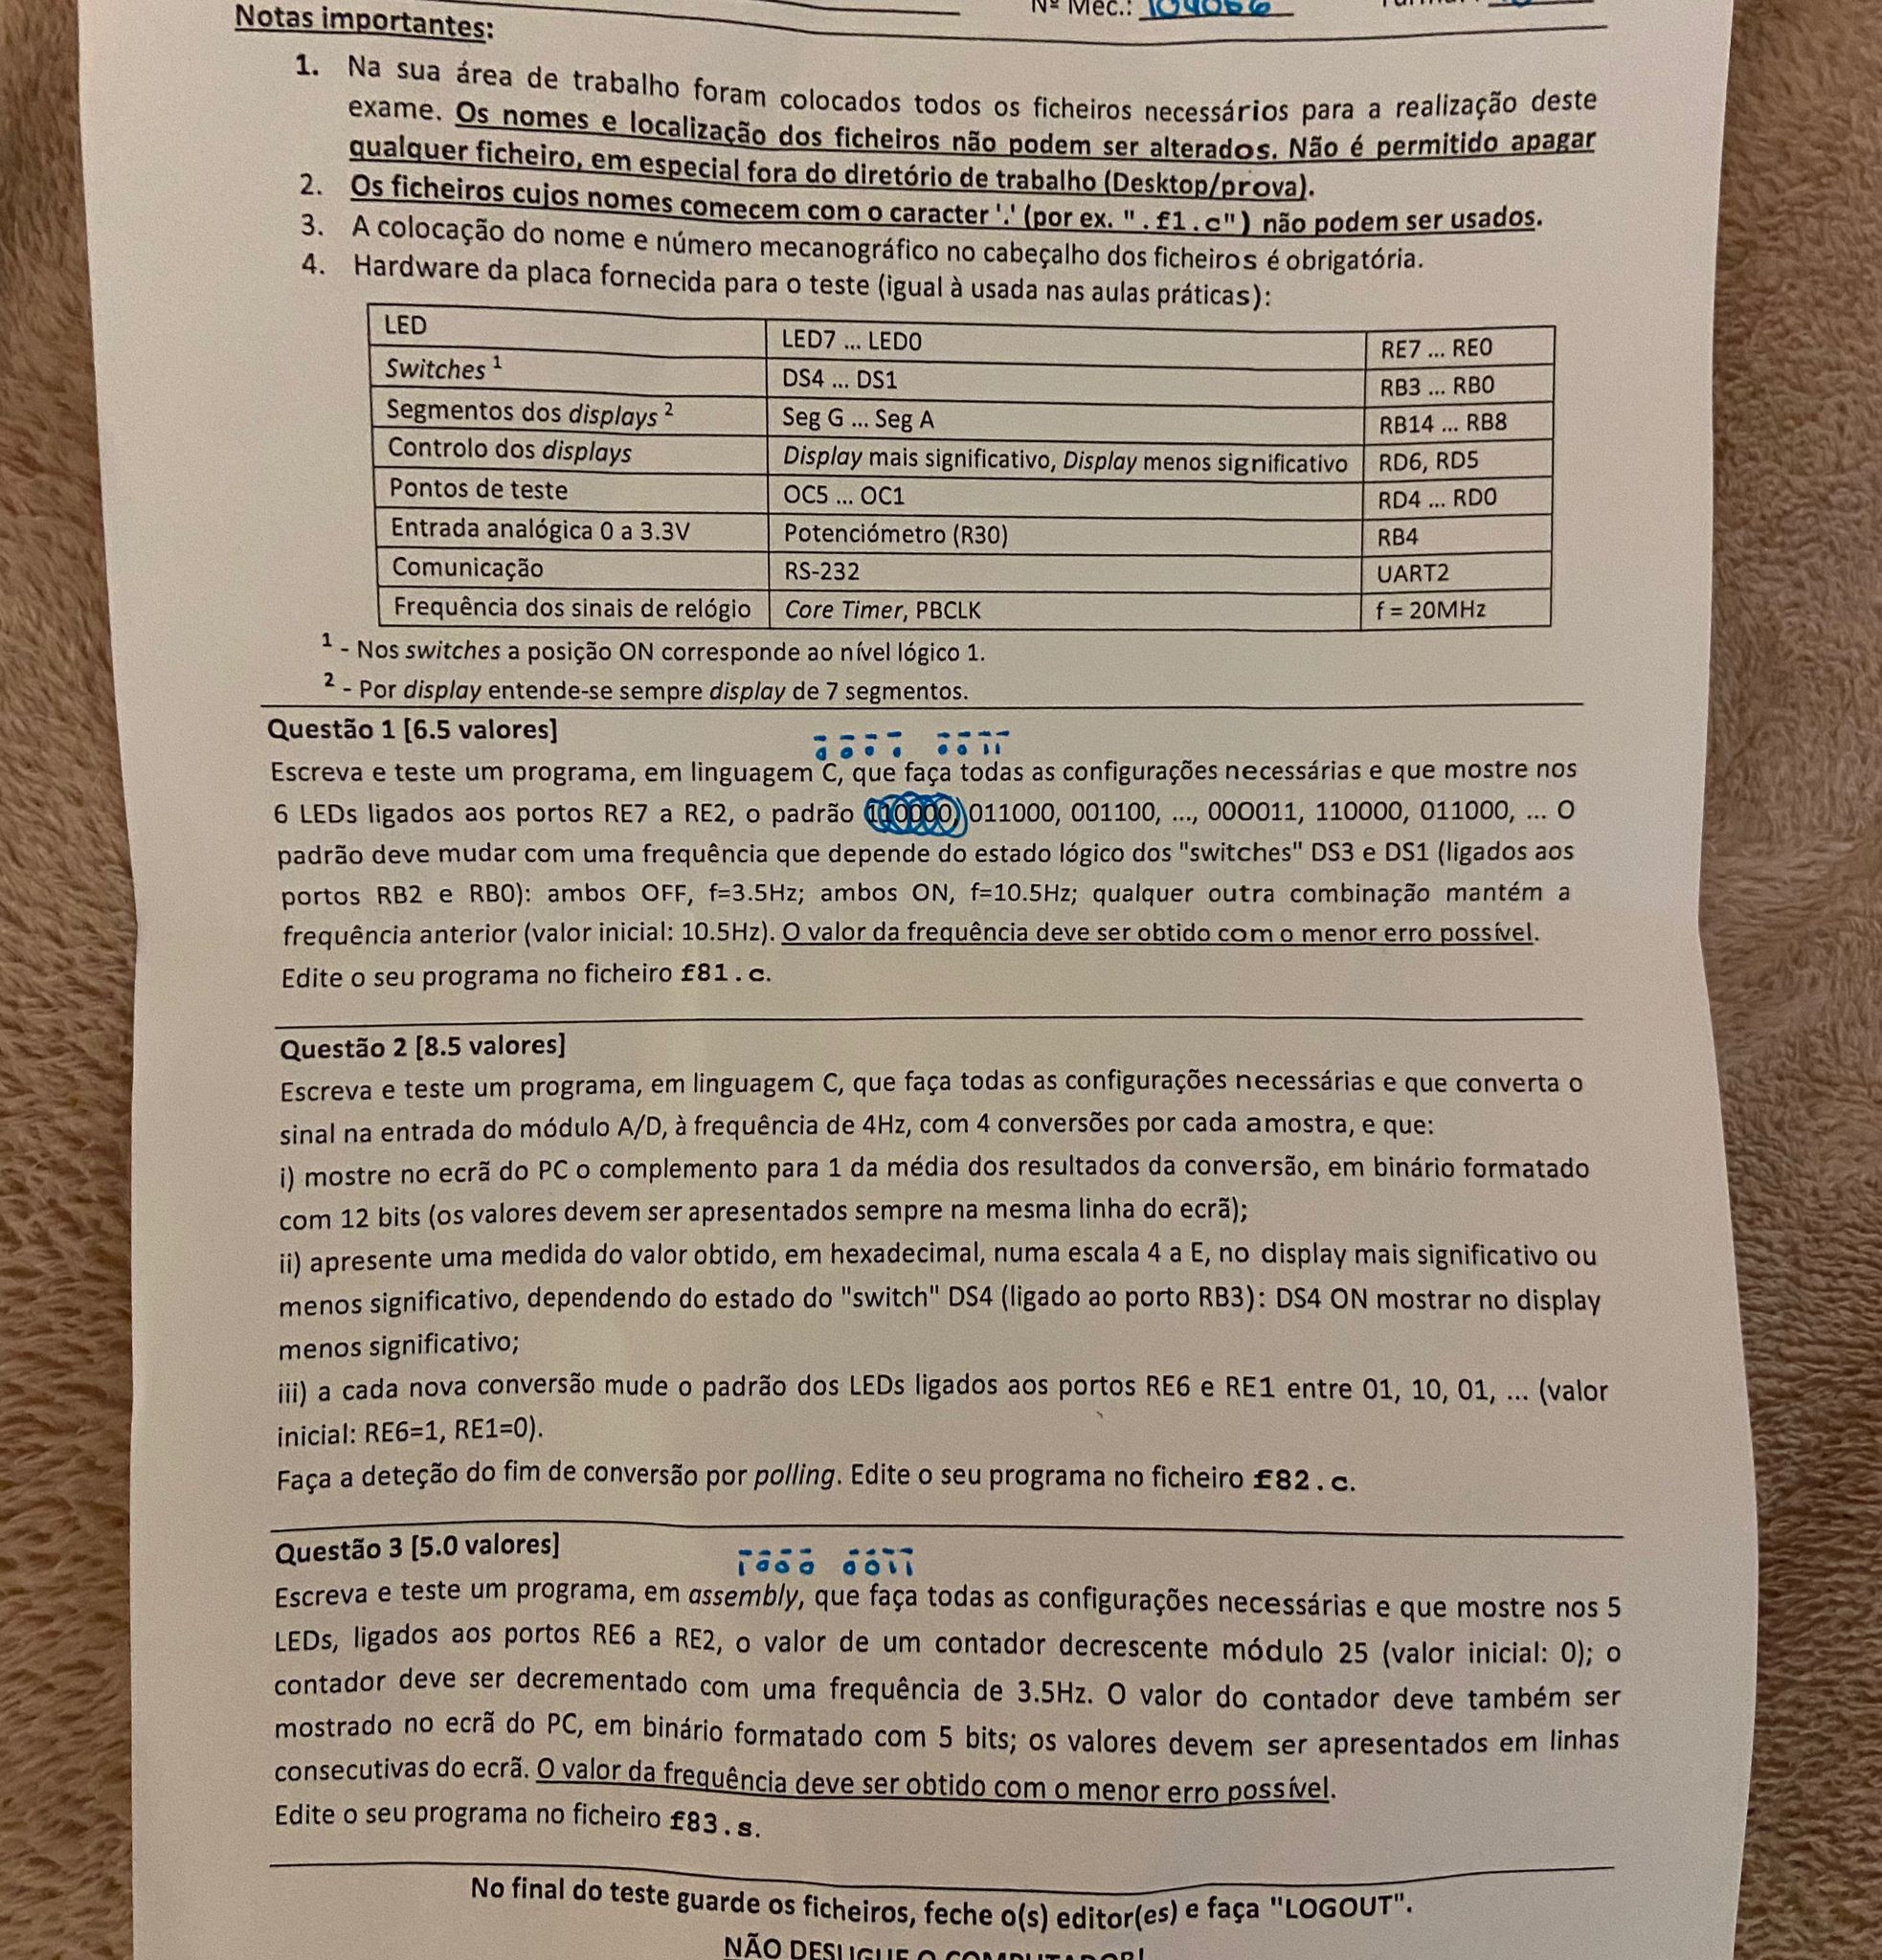 Nº Mec.: 104066
Notas importantes:
1. Na sua área de trabalho foram colocados todos os ficheiros necessários para a realização deste
exame. Os nomes e localização dos ficheiros não podem ser alterados. Não é permitido apagar
qualquer ficheiro, em especial fora do diretório de trabalho (Desktop/prova).
2. Os ficheiros cujos nomes comecem com o caracter '.' (por ex. ".f1.c") não podem ser usados.
3. A colocação do nome e número mecanográfico no cabeçalho dos ficheiros é obrigatória.
4. Hardware da placa fornecida para o teste (igual à usada nas aulas práticas):
LED LED7 ... LED0 RE7 ... RE0
Switches 1 DS4 ... DS1 RB3 ... RB0
Segmentos dos displays 2 Seg G ... Seg A RB14 ... RB8
Controlo dos displays Display mais significativo, Display menos significativo RD6, RD5
Pontos de teste OC5 ... OC1 RD4 ... RD0
Entrada analógica 0 a 3.3V Potenciómetro (R30) RB4
Comunicação RS-232 UART2
Frequência dos sinais de relógio Core Timer, PBCLK f = 20MHz
1 - Nos switches a posição ON corresponde ao nível lógico 1.
2 - Por display entende-se sempre display de 7 segmentos.
Questão 1 [6.5 valores]
0000 0011
Escreva e teste um programa, em linguagem C, que faça todas as configurações necessárias e que mostre nos
6 LEDs ligados aos portos RE7 a RE2, o padrão 110000, 011000, 001100, ..., 000011, 110000, 011000, ... O
padrão deve mudar com uma frequência que depende do estado lógico dos "switches" DS3 e DS1 (ligados aos
portos RB2 e RB0): ambos OFF, f=3.5Hz; ambos ON, f=10.5Hz; qualquer outra combinação mantém a
frequência anterior (valor inicial: 10.5Hz). O valor da frequência deve ser obtido com o menor erro possível.
Edite o seu programa no ficheiro f81.c.
Questão 2 [8.5 valores]
Escreva e teste um programa, em linguagem C, que faça todas as configurações necessárias e que converta o
sinal na entrada do módulo A/D, à frequência de 4Hz, com 4 conversões por cada amostra, e que:
i) mostre no ecrã do PC o complemento para 1 da média dos resultados da conversão, em binário formatado
com 12 bits (os valores devem ser apresentados sempre na mesma linha do ecrã);
ii) apresente uma medida do valor obtido, em hexadecimal, numa escala 4 a E, no display mais significativo ou
menos significativo, dependendo do estado do "switch" DS4 (ligado ao porto RB3): DS4 ON mostrar no display
menos significativo;
iii) a cada nova conversão mude o padrão dos LEDs ligados aos portos RE6 e RE1 entre 01, 10, 01, ... (valor
inicial: RE6=1, RE1=0).
Faça a deteção do fim de conversão por polling. Edite o seu programa no ficheiro f82.c.
Questão 3 [5.0 valores]
1000 0011
Escreva e teste um programa, em assembly, que faça todas as configurações necessárias e que mostre nos 5
LEDs, ligados aos portos RE6 a RE2, o valor de um contador decrescente módulo 25 (valor inicial: 0); o
contador deve ser decrementado com uma frequência de 3.5Hz. O valor do contador deve também ser
mostrado no ecrã do PC, em binário formatado com 5 bits; os valores devem ser apresentados em linhas
consecutivas do ecrã. O valor da frequência deve ser obtido com o menor erro possível.
Edite o seu programa no ficheiro f83.s.
No final do teste guarde os ficheiros, feche o(s) editor(es) e faça "LOGOUT".
NÃO DESLIGUE O COMPUTADOR!